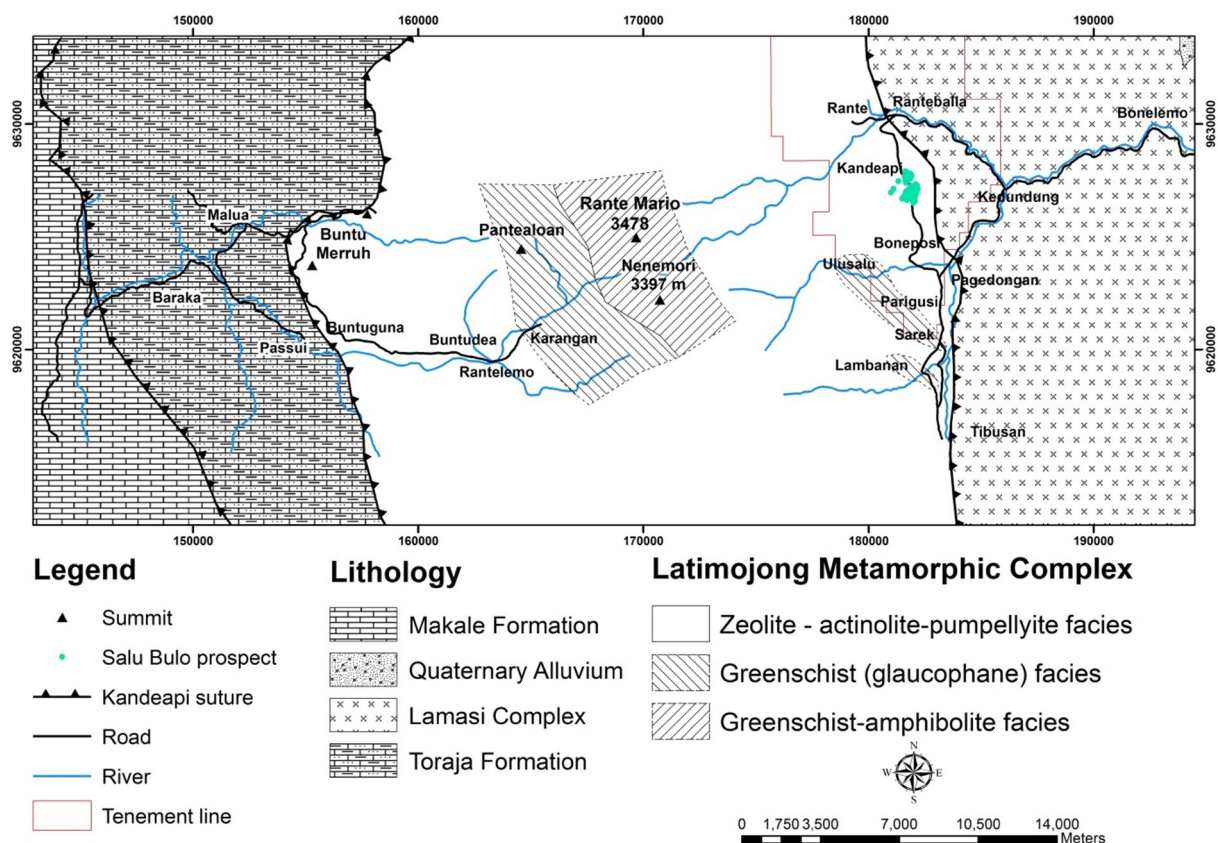 150000
160000
170000
180000
190000
9630000
9630000
Rante
Ranteballa
Bonelemo
Kandeapi
Kedundung
Malua
Rante Mario
3478
Pantealoan
Buntu
Merruh
Boneposi
Nenemori
3397 m
Ulusalu
Pagedongan
Baraka
Parigusi
Buntuguna
Buntudea
Karangan
Sarek
Passui
9620000
9620000
Rantelemo
Lambanan
Tibusan
150000
160000
170000
180000
190000
Legend
Summit
Salu Bulo prospect
Kandeapi suture
Road
River
Tenement line
Lithology
Makale Formation
Quaternary Alluvium
Lamasi Complex
Toraja Formation
Latimojong Metamorphic Complex
Zeolite - actinolite-pumpellyite facies
Greenschist (glaucophane) facies
Greenschist-amphibolite facies
N
W
E
S
0 1,750 3,500 7,000 10,500 14,000
Meters